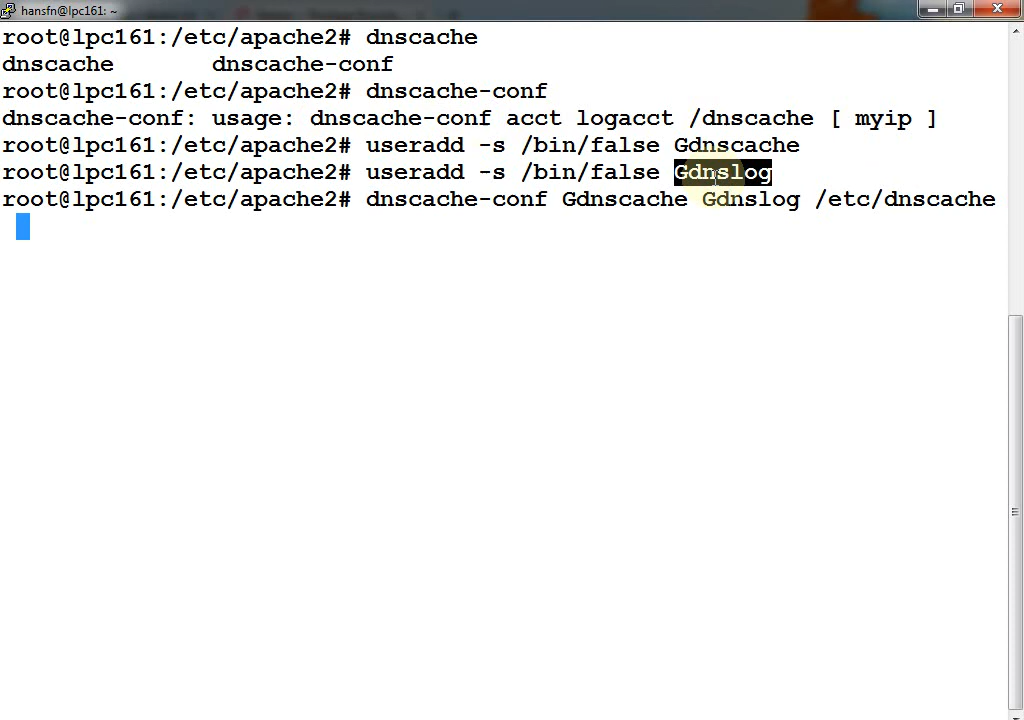 hansfn@lpc161: ~
root@lpc161:/etc/apache2# dnscache
dnscache       dnscache-conf
root@lpc161:/etc/apache2# dnscache-conf
dnscache-conf: usage: dnscache-conf acct logacct /dnscache [ myip ]
root@lpc161:/etc/apache2# useradd -s /bin/false Gdnscache
root@lpc161:/etc/apache2# useradd -s /bin/false Gdnslog
root@lpc161:/etc/apache2# dnscache-conf Gdnscache Gdnslog /etc/dnscache